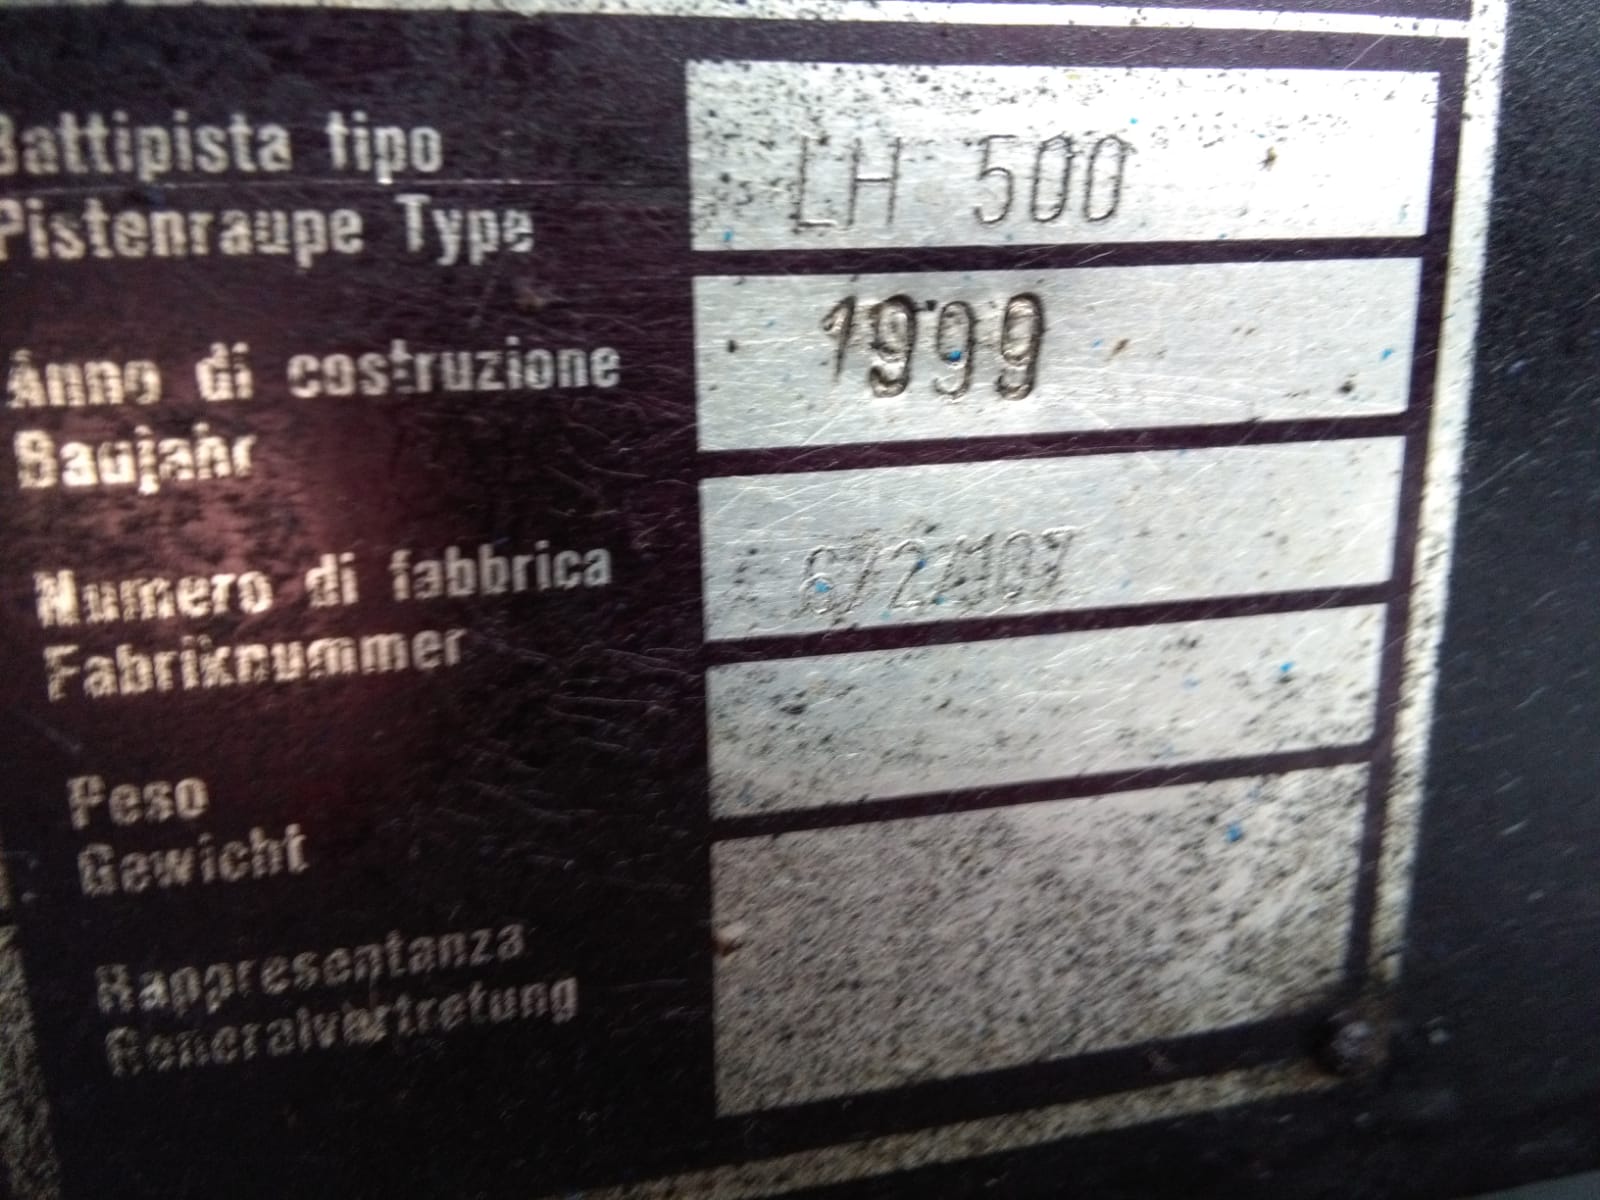 Battipista tipo
Pistenraupe Type
LH 500
Anno di costruzione
Baujahr
1999
Numero di fabbrica
Fabriknummer
Peso
Gewicht
Rappresentanza
Generalvertretung